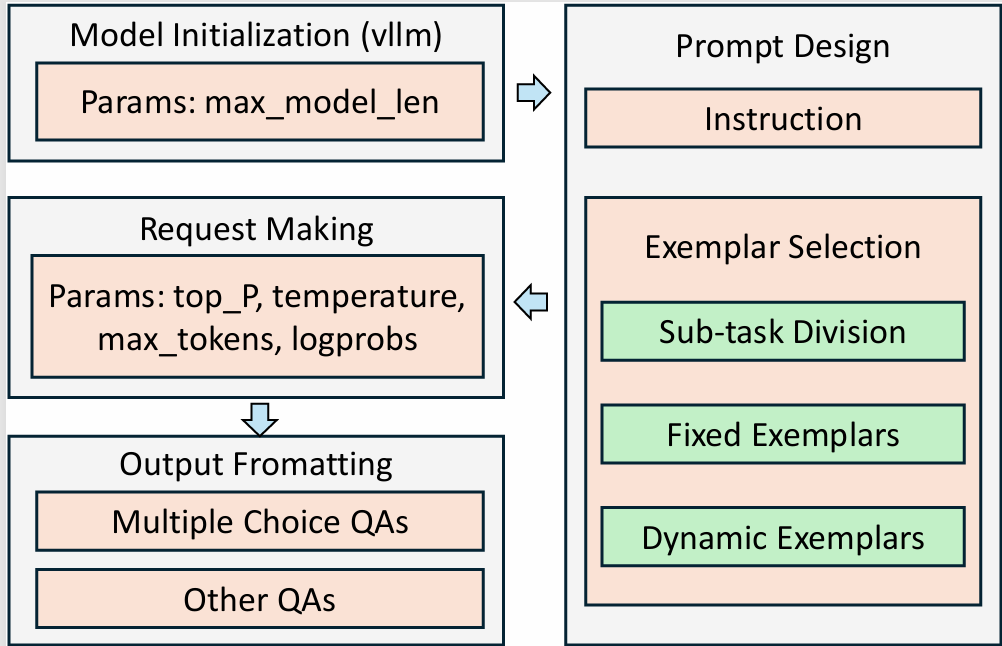 Model Initialization (vllm)
Params: max_model_len
Prompt Design
Instruction
Exemplar Selection
Sub-task Division
Fixed Exemplars
Dynamic Exemplars
Request Making
Params: top_P, temperature,
max_tokens, logprobs
Output Fromatting
Multiple Choice QAs
Other QAs